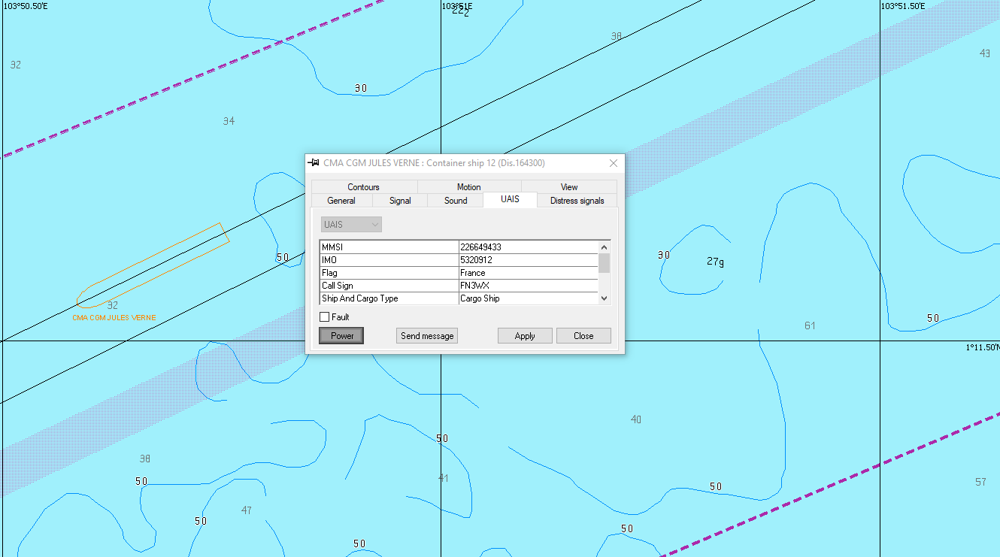 103°50.50'E
103°51'E
103°51.50'E
222
38
43
32
30
34
CMA CGM JULES VERNE : Container ship 12 (Dis.164300)
Contours Motion View
General Signal Sound UAIS Distress signals
UAIS
MMSI 226649433
IMO 5320912
Flag France
Call Sign FN3WX
Ship And Cargo Type Cargo Ship
Fault
Power Send message Apply Close
50
30
27g
32
CMA CGM JULES VERNE
50
61
1°11.50'N
40
50
38
41
50
57
50
47
50
50
50